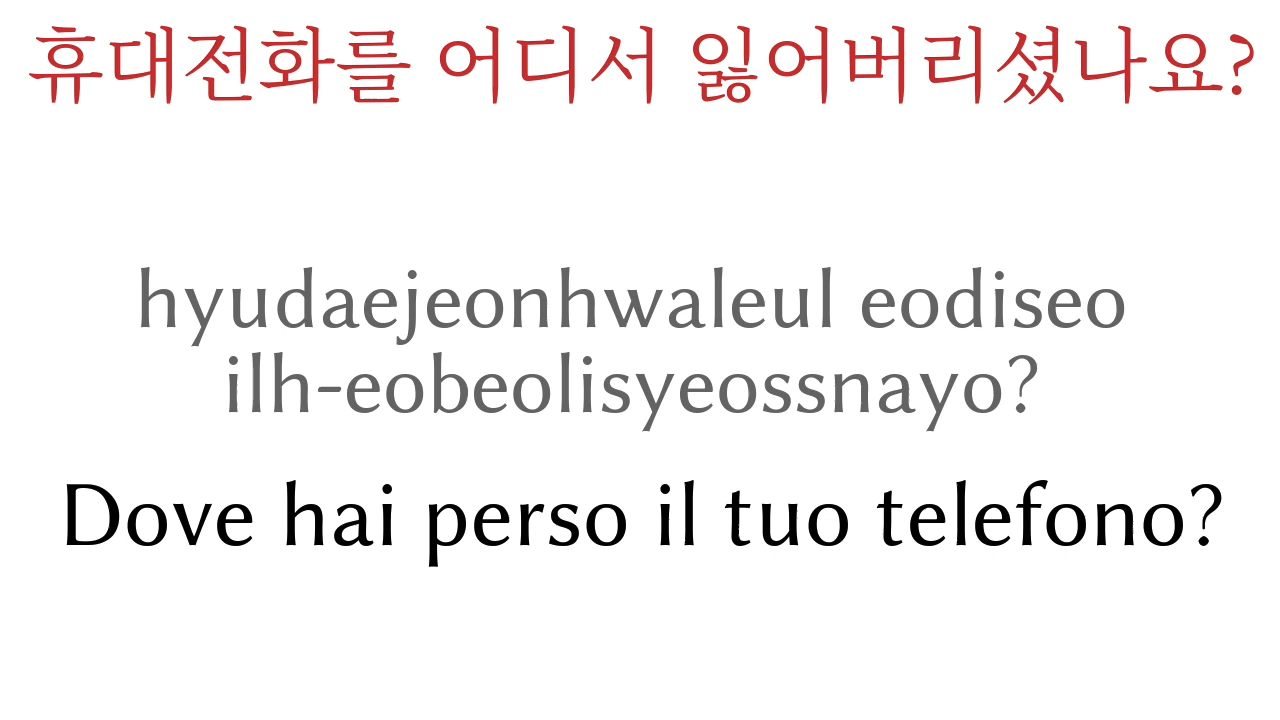 휴대전화를 어디서 잃어버리셨나요?
hyudaejeonhwaleul eodiseo
ilh-eobeolisyeossnayo?
Dove hai perso il tuo telefono?